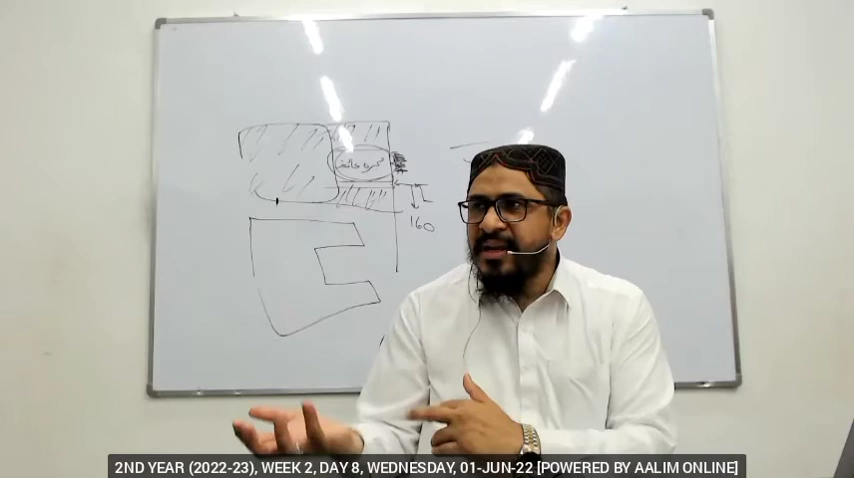 160
2ND YEAR (2022-23), WEEK 2, DAY 8, WEDNESDAY, 01-JUN-22 [POWERED BY AALIM ONLINE]